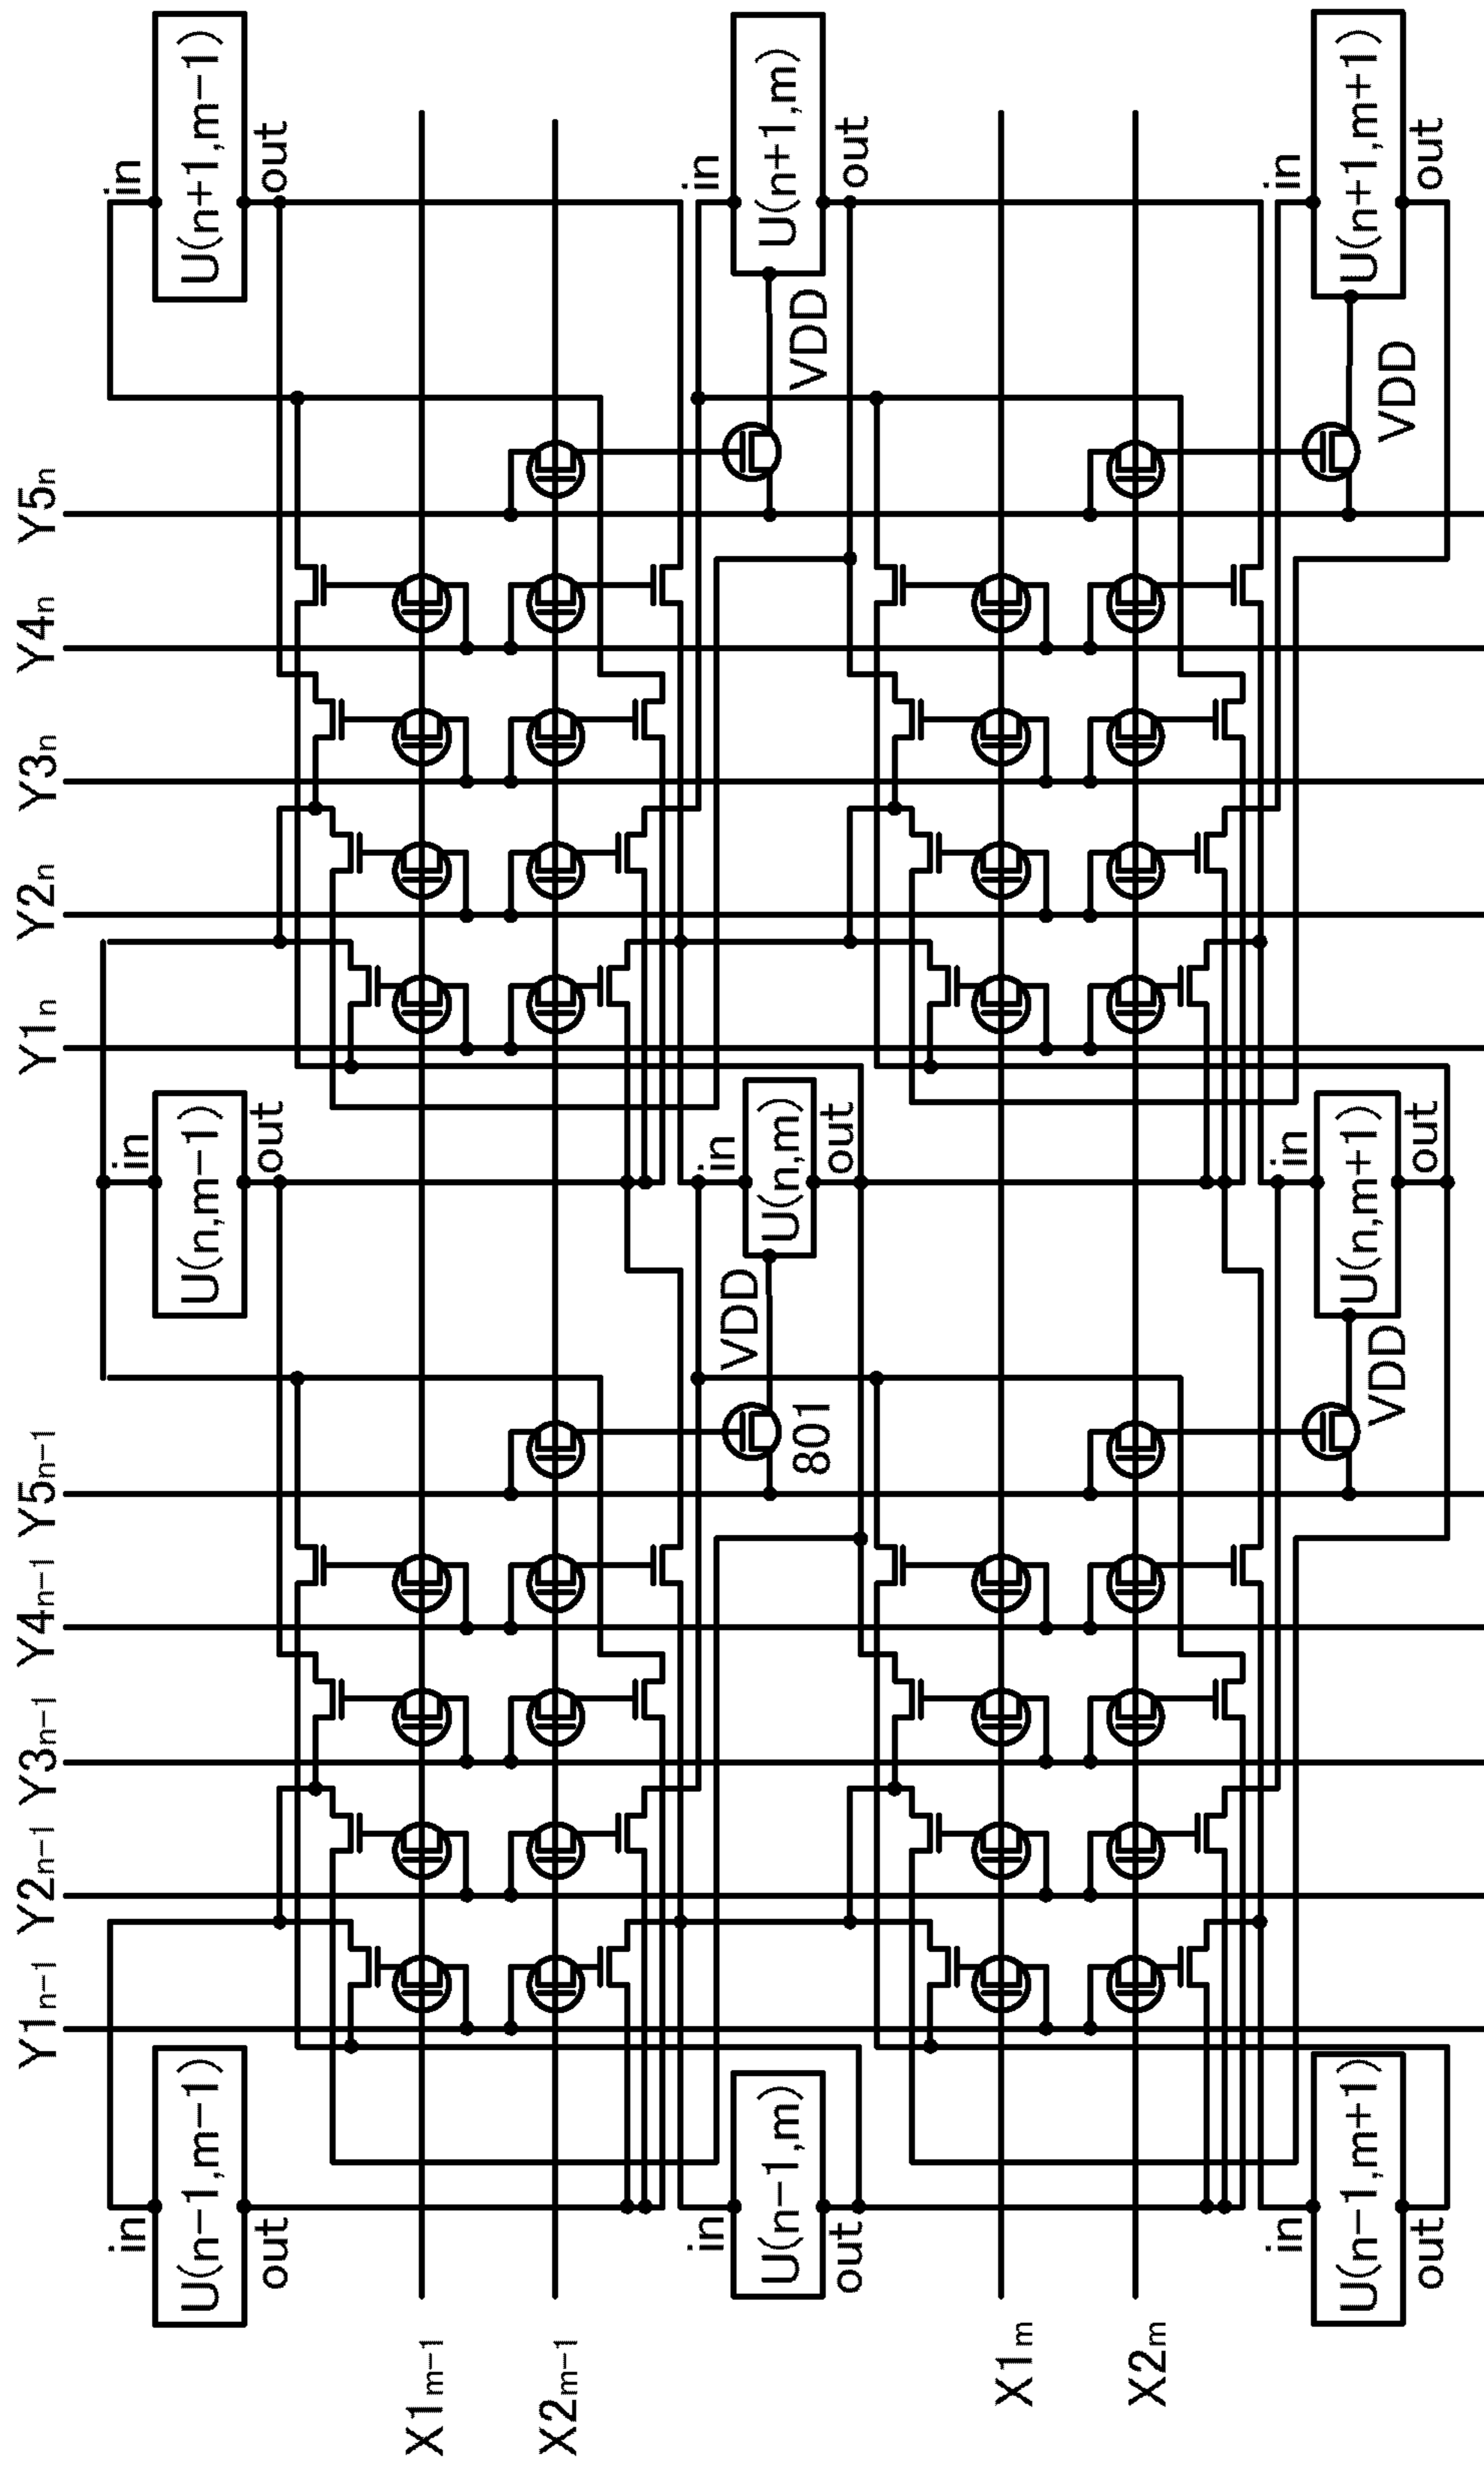 U(n-1,m-1)
in
out
U(n,m-1)
in
out
U(n+1,m-1)
in
out
Y1n-1
Y2n-1
Y3n-1
Y4n-1
Y5n-1
Y1n
Y2n
Y3n
Y4n
Y5n
X1m-1
X2m-1
U(n-1,m)
in
out
801
VDD
U(n,m)
in
out
VDD
U(n+1,m)
in
out
X1m
X2m
U(n-1,m+1)
in
out
VDD
U(n,m+1)
in
out
VDD
U(n+1,m+1)
in
out